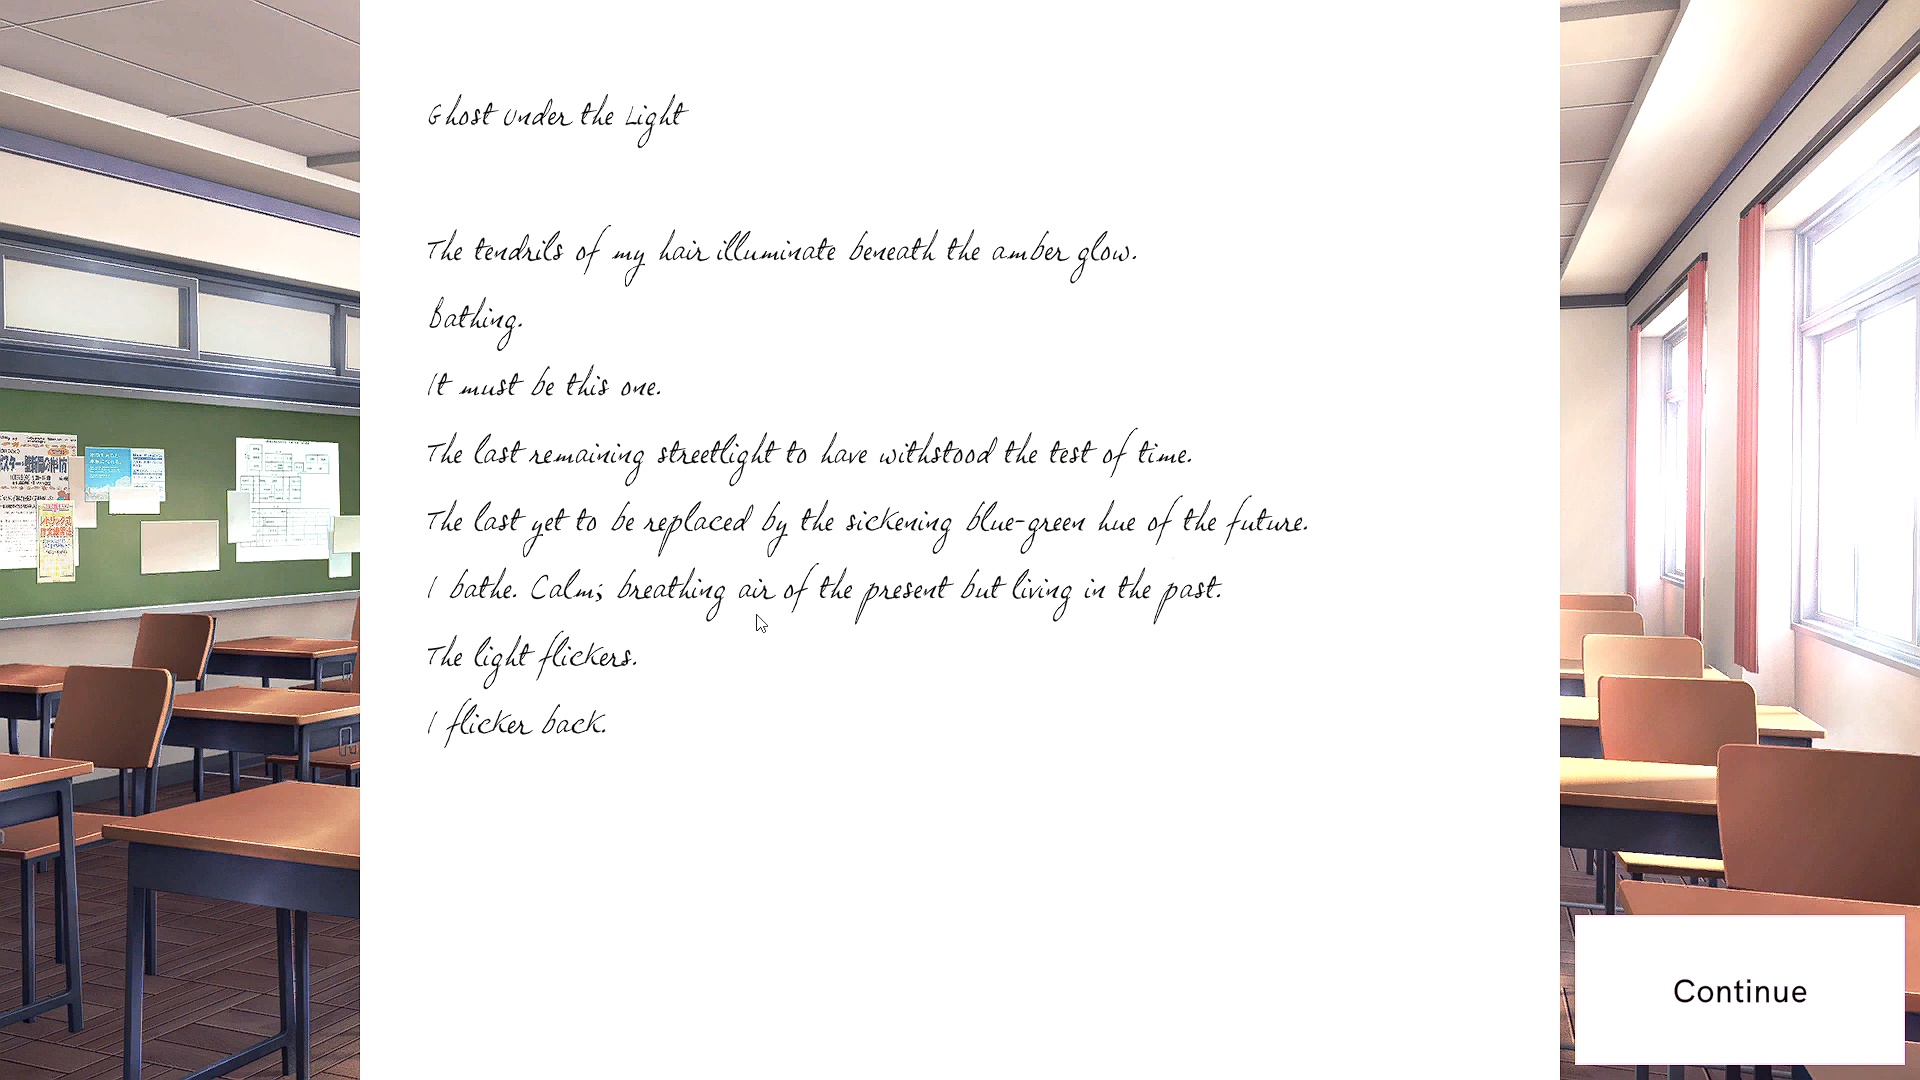 Ghost Under the Light
The tendrils of my hair illuminate beneath the amber glow.
Bathing.
It must be this one.
The last remaining streetlight to have withstood the test of time.
The last yet to be replaced by the sickening blue-green hue of the future.
I bathe. Calm; breathing air of the present but living in the past.
The light flickers.
I flicker back.
Continue